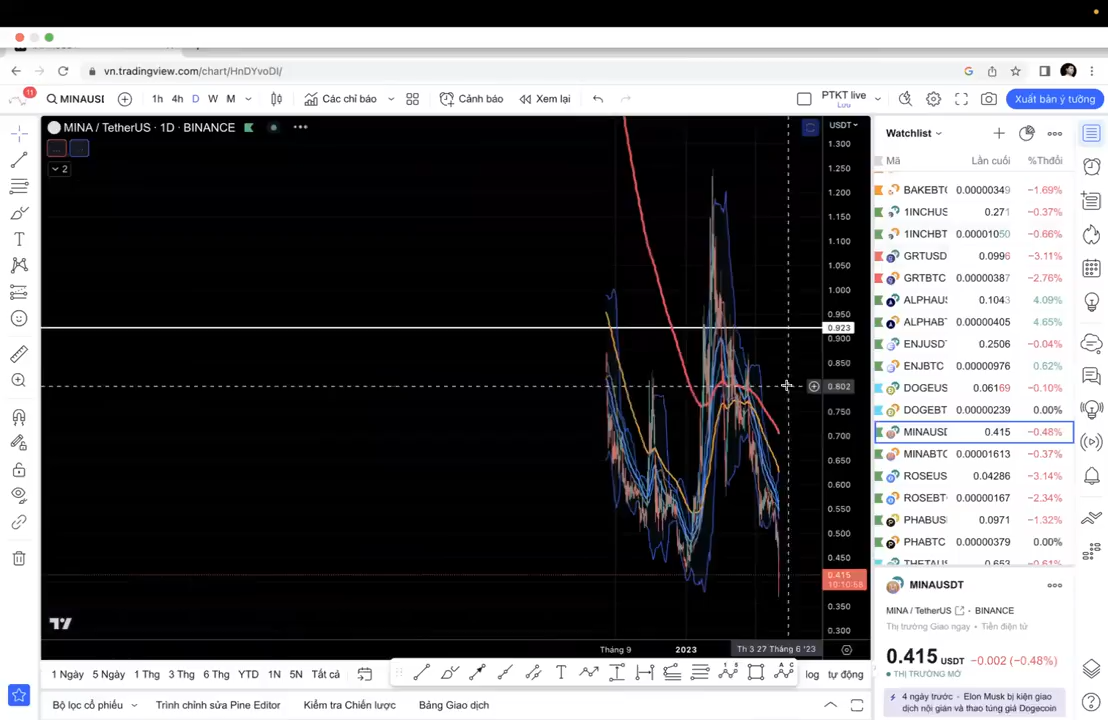 vn.tradingview.com/chart/HnDYvoDI/
11
MINAUSI
1h 4h D W M
Các chỉ báo
Cảnh báo
Xem lại
PTKT live
Lưu
Xuất bản ý tưởng
MINA / TetherUS · 1D · BINANCE
2
USDT
1.300
1.250
1.200
1.150
1.100
1.050
1.000
0.950
0.923
0.900
0.850
0.802
0.750
0.700
0.650
0.600
0.550
0.500
0.450
0.415
10:10:58
0.350
0.300
Tháng 9
2023
Th 3 27 Tháng 6 '23
Watchlist
Mã Lần cuối %Thđổi
BAKEBTC 0.00000349 −1.69%
1INCHUS 0.271 −0.37%
1INCHBT 0.00001050 −0.66%
GRTUSD 0.0996 −3.11%
GRTBTC 0.00000387 −2.76%
ALPHAUS 0.1043 4.09%
ALPHAB 0.00000405 4.65%
ENJUSD 0.2506 −0.04%
ENJBTC 0.00000976 0.62%
DOGEUS 0.06169 −0.10%
DOGEBT 0.00000239 0.00%
MINAUSD 0.415 −0.48%
MINABTC 0.00001613 −0.37%
ROSEUS 0.04286 −3.14%
ROSEBT 0.00000167 −2.34%
PHABUS 0.0971 −1.32%
PHABTC 0.00000379 0.00%
THETAU 0.653 −0.61%
MINAUSDT
MINA / TetherUS BINANCE
Thị trường Giao ngay • Tiền điện tử
0.415 USDT −0.002 (−0.48%)
THỊ TRƯỜNG MỞ
4 ngày trước • Elon Musk bị kiện giao
dịch nội gián và thao túng giá Dogecoin
1 Ngày 5 Ngày 1 Thg 3 Thg 6 Thg YTD 1N 5N Tất cả
log
tự động
Bộ lọc cổ phiếu
Trình chỉnh sửa Pine Editor
Kiểm tra Chiến lược
Bảng Giao dịch